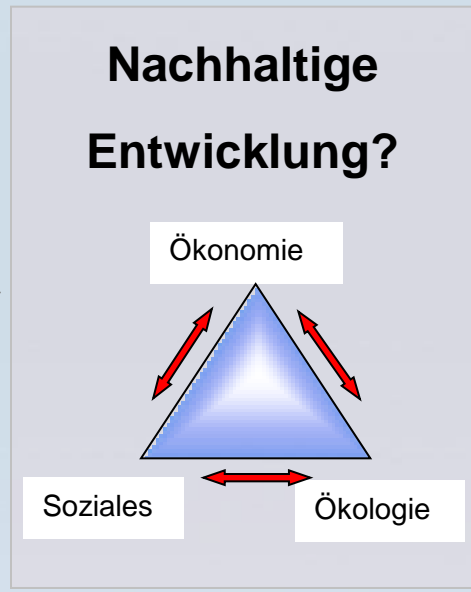 Nachhaltige
Entwicklung?
Ökonomie
Soziales
Ökologie